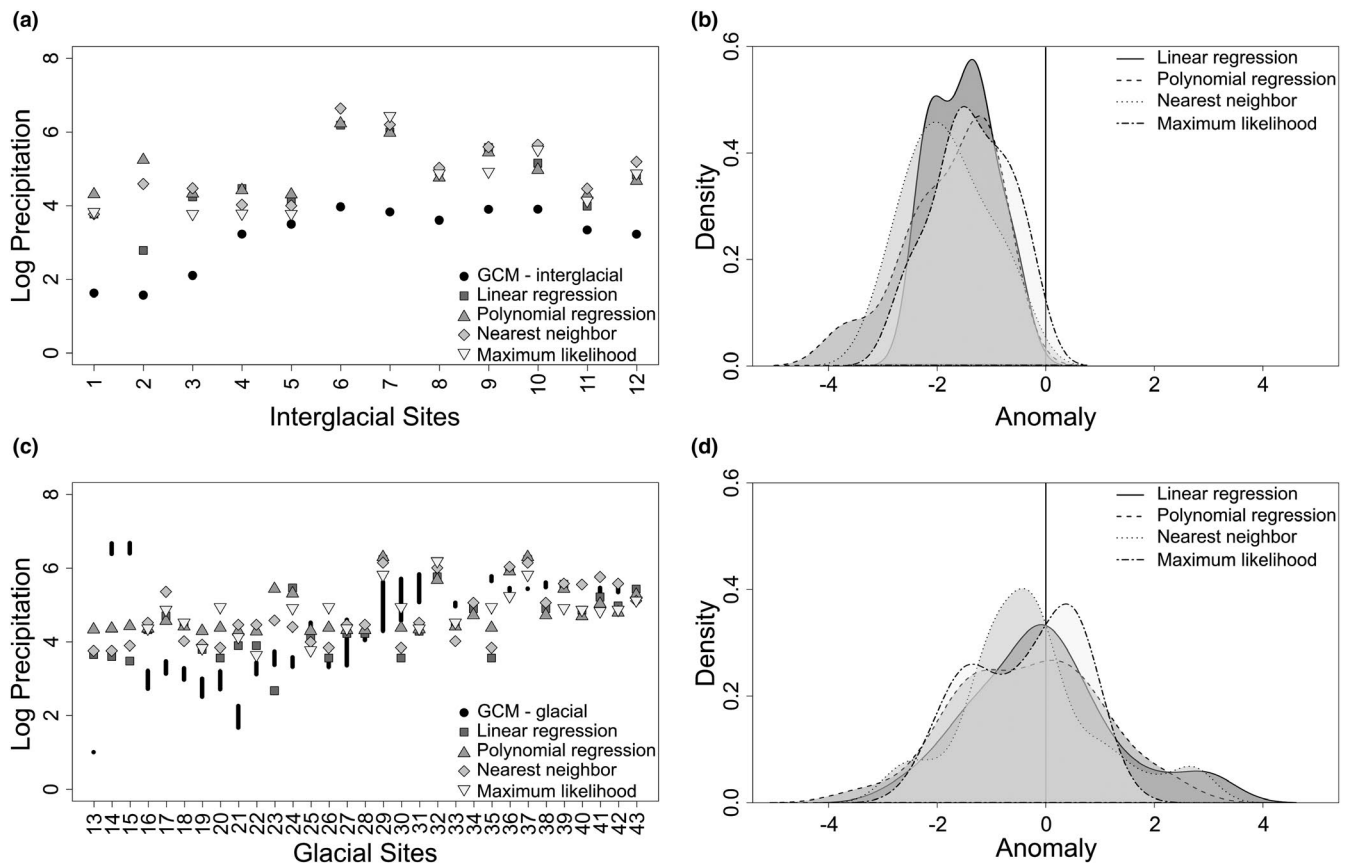 (a)
8
6
4
2
0
Log Precipitation
GCM - interglacial
Linear regression
Polynomial regression
Nearest neighbor
Maximum likelihood
1 2 3 4 5 6 7 8 9 10 11 12
Interglacial Sites
(b)
0.6
0.4
0.2
0.0
Density
Linear regression
Polynomial regression
Nearest neighbor
Maximum likelihood
-4 -2 0 2 4
Anomaly
(c)
8
6
4
2
0
Log Precipitation
GCM - glacial
Linear regression
Polynomial regression
Nearest neighbor
Maximum likelihood
13 14 15 16 17 18 19 20 21 22 23 24 25 26 27 28 29 30 31 32 33 34 35 36 37 38 39 40 41 42 43
Glacial Sites
(d)
0.6
0.4
0.2
0.0
Density
Linear regression
Polynomial regression
Nearest neighbor
Maximum likelihood
-4 -2 0 2 4
Anomaly